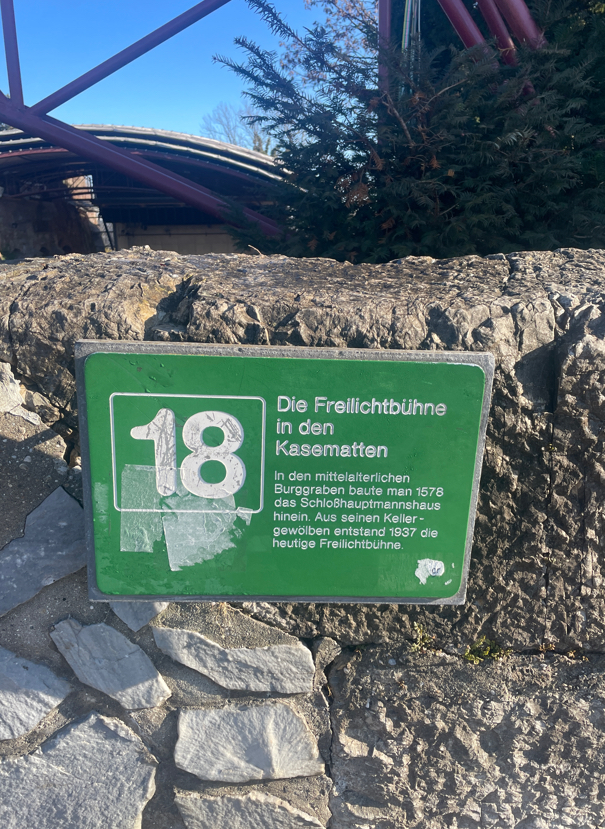 18
Die Freilichtbühne
in den
Kasematten
In den mittelalterlichen
Burggraben baute man 1578
das Schloßhauptmannshaus
hinein. Aus seinen Keller-
gewölben entstand 1937 die
heutige Freilichtbühne.